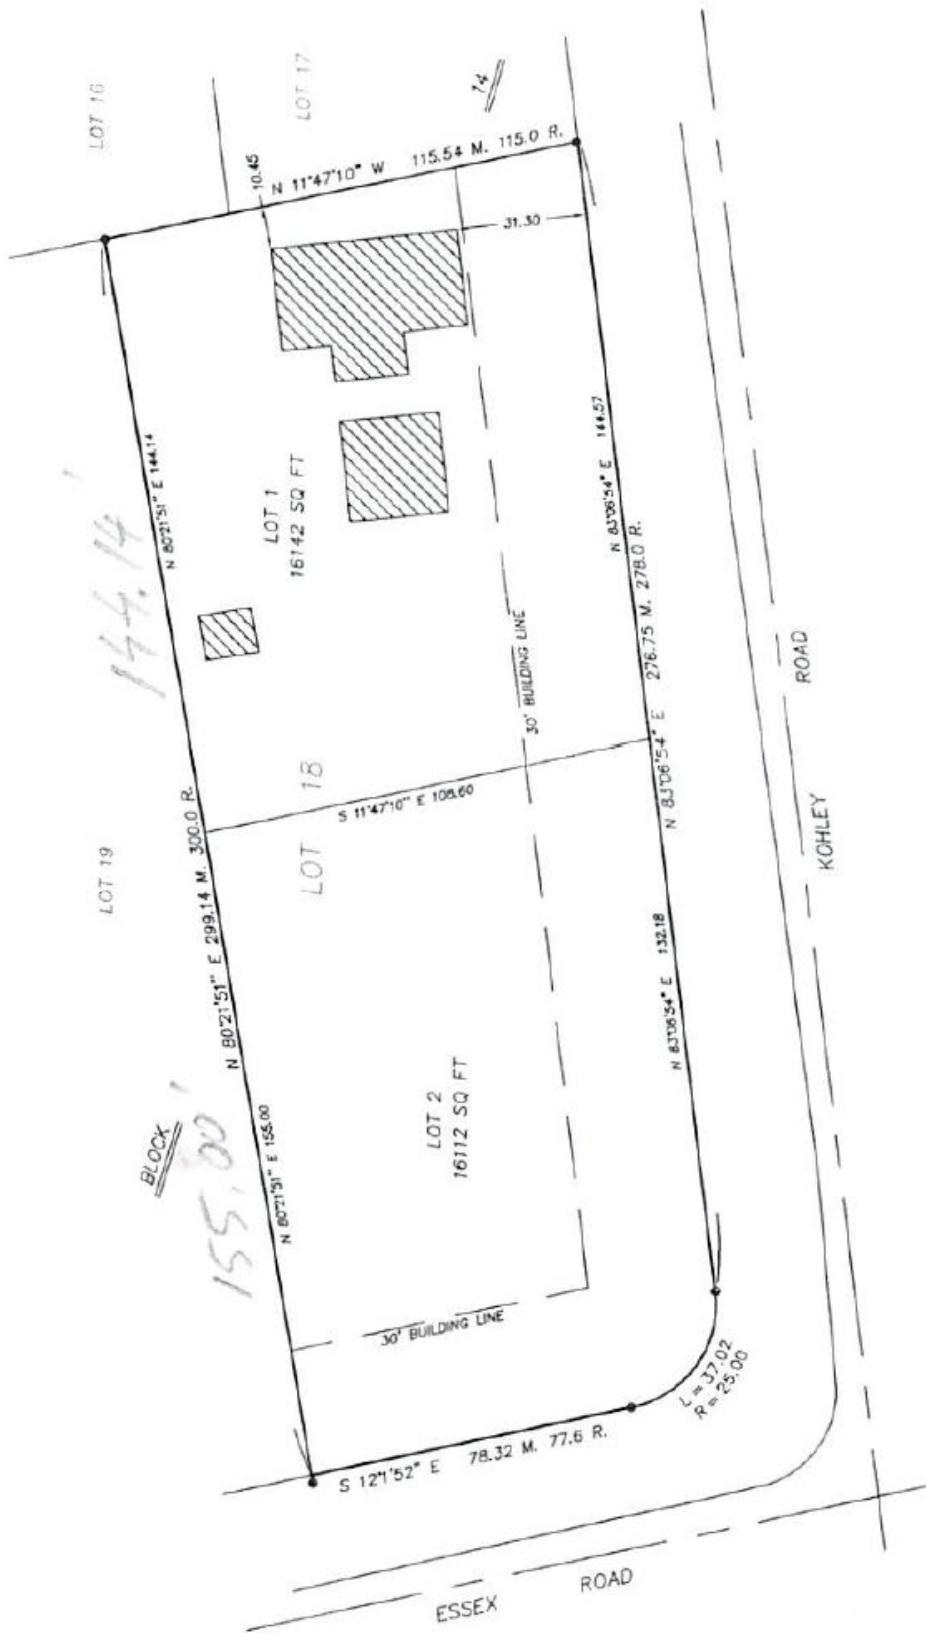 LOT 16
LOT 17
14
10.45
N 11°47'10" W 115.54 M. 115.0 R.
31.30
N 80°21'51" E 144.14
144.14'
LOT 1
16142 SQ FT
N 83°06'54" E 144.57
30' BUILDING LINE
276.75 M. 278.0 R.
N 83°06'54" E
S 11°47'10" E 108.60
LOT 18
LOT 19
N 80°21'51" E 299.14 M. 300.0 R.
KOHLEY ROAD
N 83°06'54" E 132.18
LOT 2
16112 SQ FT
BLOCK
155.00'
N 80°21'51" E 155.00
30' BUILDING LINE
L = 37.02
R = 25.00
S 12°1'52" E 78.32 M. 77.6 R.
ESSEX ROAD